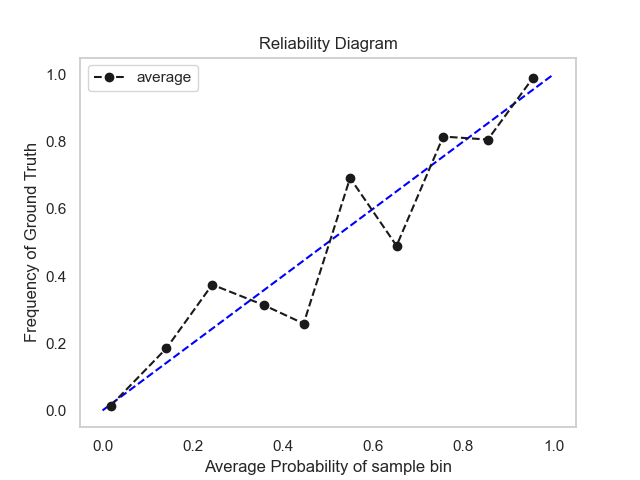 Reliability Diagram
average
1.0
0.8
0.6
0.4
0.2
0.0
Frequency of Ground Truth
0.0 0.2 0.4 0.6 0.8 1.0
Average Probability of sample bin